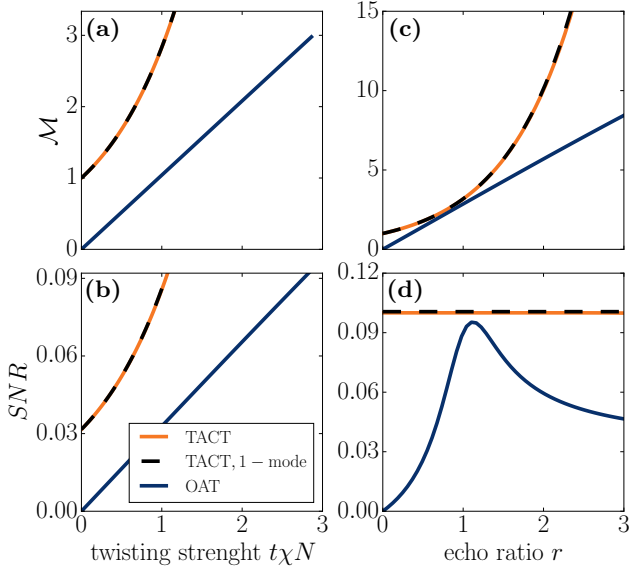 3
(a)
2
ℳ
1
0
15
(c)
10
5
0
0.09
(b)
0.06
SNR
0.03
0.00
TACT
TACT, 1 − mode
OAT
0 1 2 3
twisting strenght tχN
0.12
(d)
0.09
0.06
0.03
0.00
0 1 2 3
echo ratio r